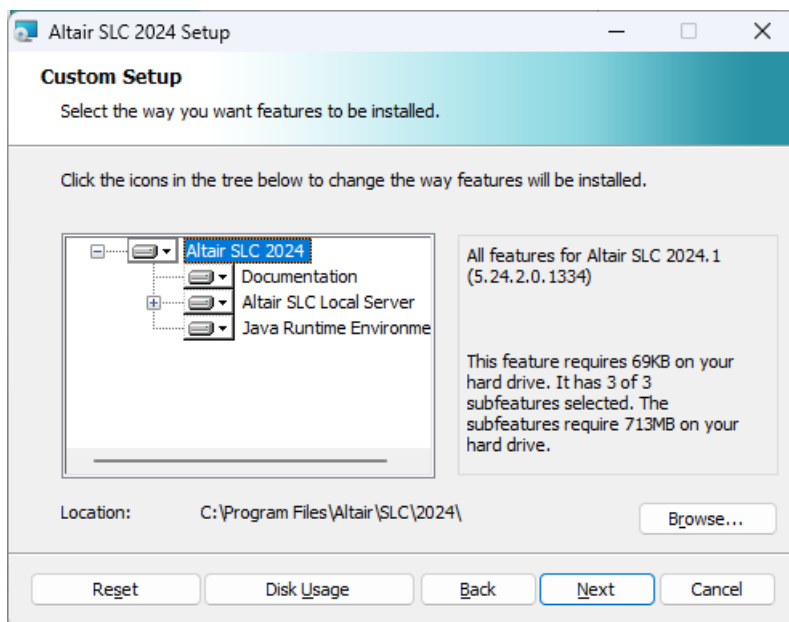 Altair SLC 2024 Setup
Custom Setup
Select the way you want features to be installed.
Click the icons in the tree below to change the way features will be installed.
Altair SLC 2024
Documentation
Altair SLC Local Server
Java Runtime Environme
All features for Altair SLC 2024.1
(5.24.2.0.1334)
This feature requires 69KB on your
hard drive. It has 3 of 3
subfeatures selected. The
subfeatures require 713MB on your
hard drive.
Location: C:\Program Files\Altair\SLC\2024\
Browse...
Reset Disk Usage Back Next Cancel